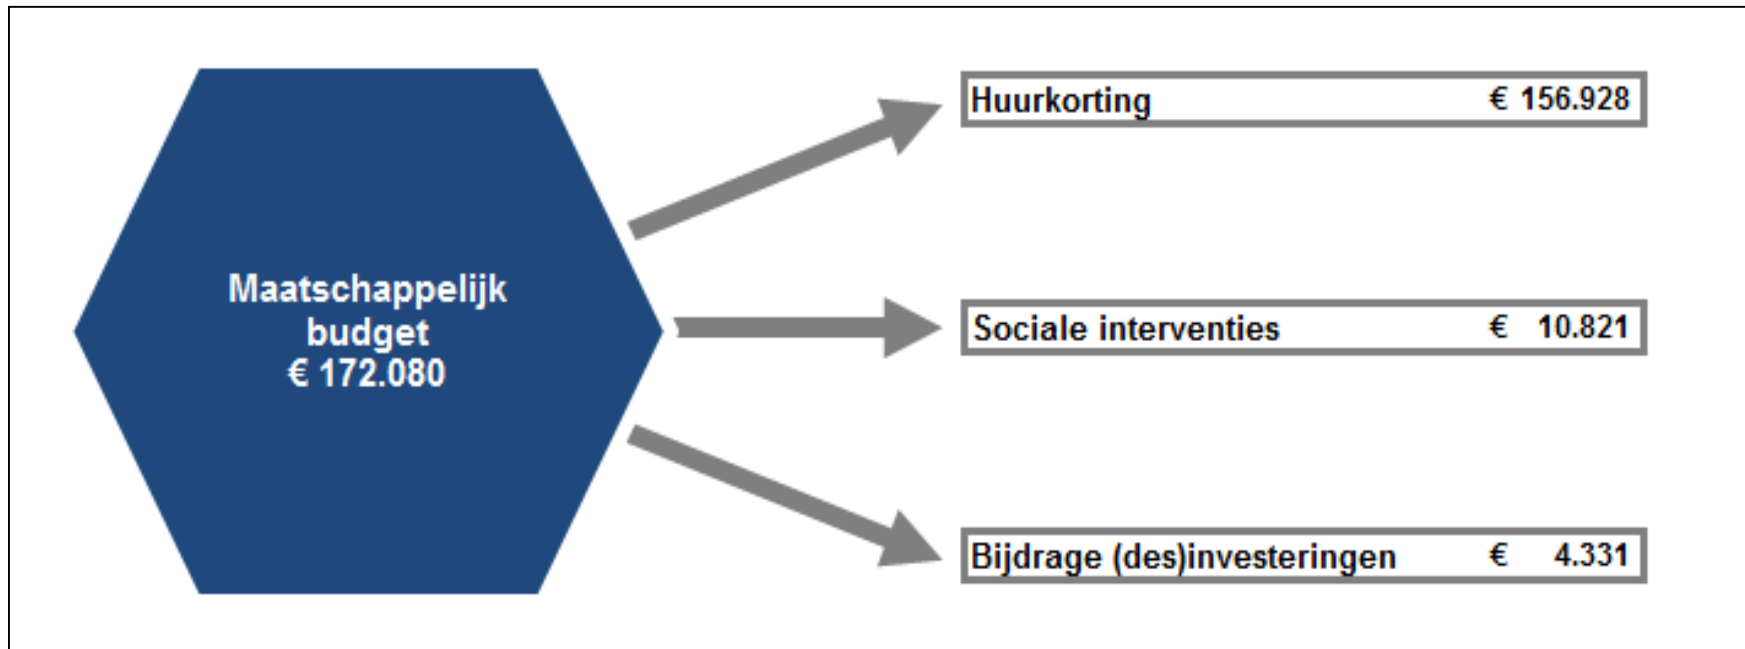 Maatschappelijk
budget
€ 172.080
Huurkorting € 156.928
Sociale interventies € 10.821
Bijdrage (des)investeringen € 4.331